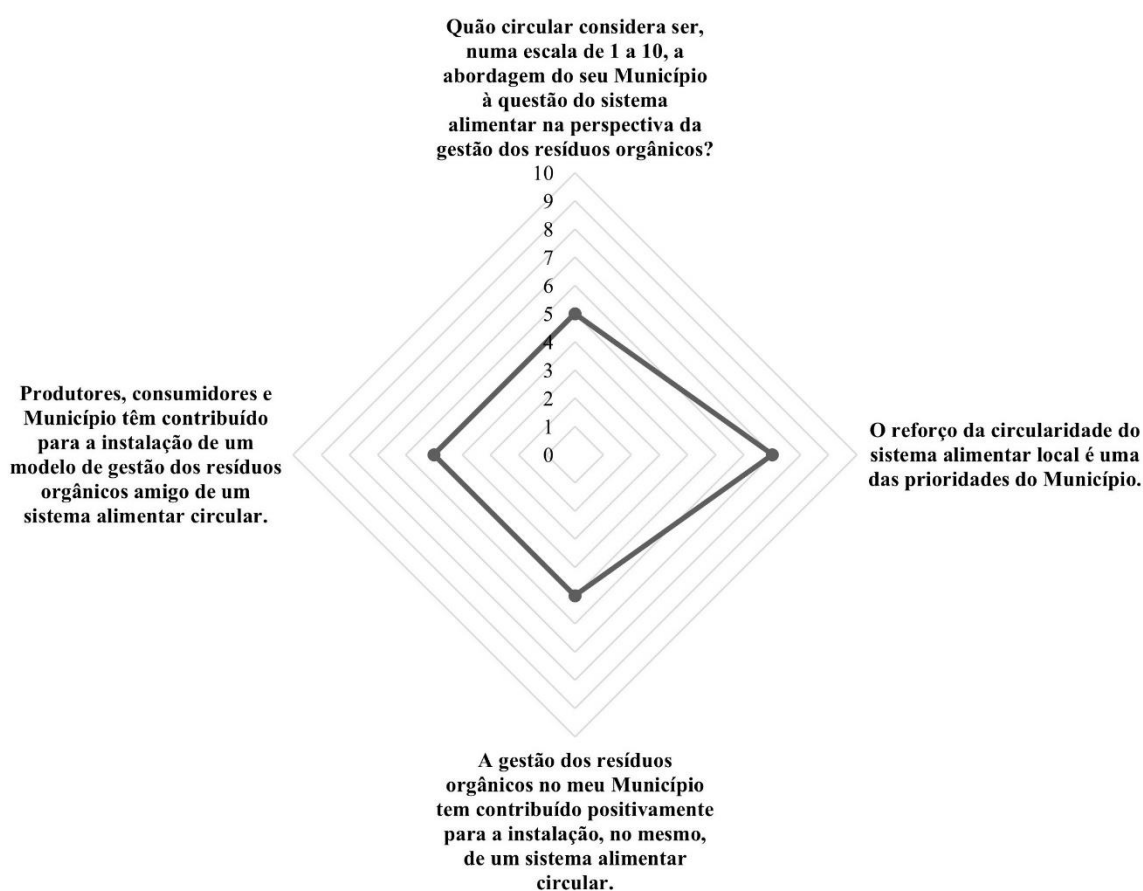 Quão circular considera ser,
numa escala de 1 a 10, a
abordagem do seu Município
à questão do sistema
alimentar na perspectiva da
gestão dos resíduos orgânicos?
10
9
8
7
6
5
4
3
2
1
0
O reforço da circularidade do
sistema alimentar local é uma
das prioridades do Município.
A gestão dos resíduos
orgânicos no meu Município
tem contribuído positivamente
para a instalação, no mesmo,
de um sistema alimentar
circular.
Produtores, consumidores e
Município têm contribuído
para a instalação de um
modelo de gestão dos resíduos
orgânicos amigo de um
sistema alimentar circular.